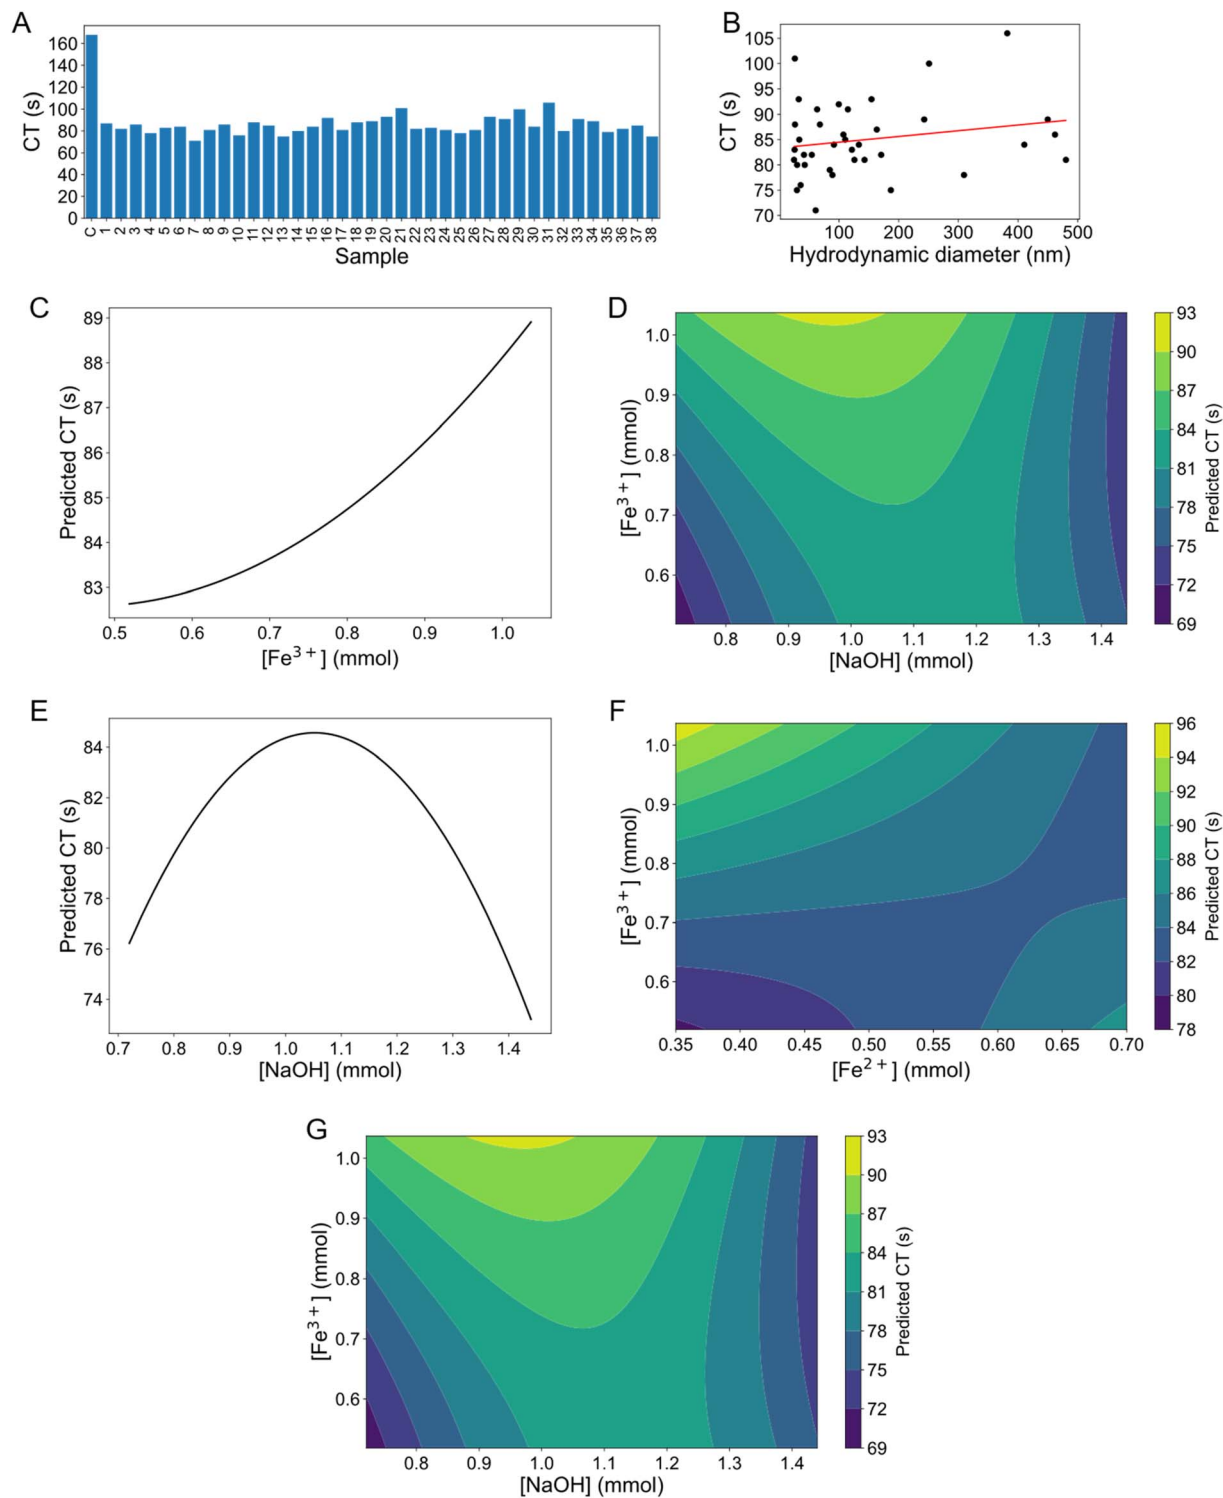 A
CT (s)
160
140
120
100
80
60
40
20
0
C 1 2 3 4 5 6 7 8 9 10 11 12 13 14 15 16 17 18 19 20 21 22 23 24 25 26 27 28 29 30 31 32 33 34 35 36 37 38
Sample
B
CT (s)
105
100
95
90
85
80
75
70
100 200 300 400 500
Hydrodynamic diameter (nm)
C
Predicted CT (s)
89
88
87
86
85
84
83
0.5 0.6 0.7 0.8 0.9 1.0
[Fe³⁺] (mmol)
D
[Fe³⁺] (mmol)
1.0
0.9
0.8
0.7
0.6
0.8 0.9 1.0 1.1 1.2 1.3 1.4
[NaOH] (mmol)
93
90
87
84
81
78
75
72
69
Predicted CT (s)
E
Predicted CT (s)
84
82
80
78
76
74
0.7 0.8 0.9 1.0 1.1 1.2 1.3 1.4
[NaOH] (mmol)
F
[Fe³⁺] (mmol)
1.0
0.9
0.8
0.7
0.6
0.35 0.40 0.45 0.50 0.55 0.60 0.65 0.70
[Fe²⁺] (mmol)
96
94
92
90
88
86
84
82
80
78
Predicted CT (s)
G
[Fe³⁺] (mmol)
1.0
0.9
0.8
0.7
0.6
0.8 0.9 1.0 1.1 1.2 1.3 1.4
[NaOH] (mmol)
93
90
87
84
81
78
75
72
69
Predicted CT (s)